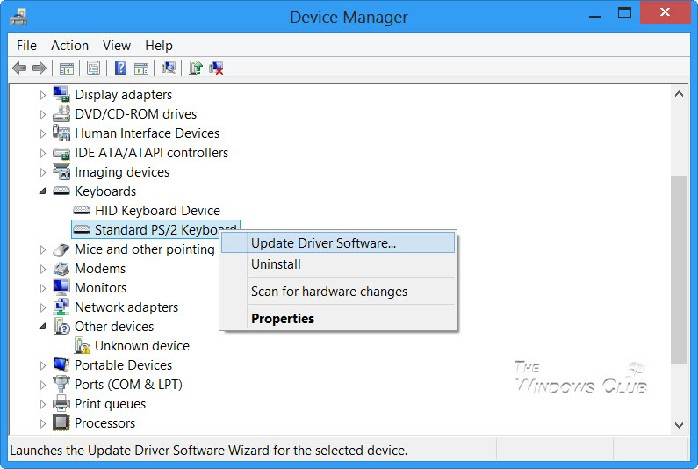 Device Manager
File Action View Help
Display adapters
DVD/CD-ROM drives
Human Interface Devices
IDE ATA/ATAPI controllers
Imaging devices
Keyboards
HID Keyboard Device
Standard PS/2 Keyboard
Update Driver Software...
Mice and other pointing
Uninstall
Modems
Monitors
Scan for hardware changes
Network adapters
Properties
Other devices
Unknown device
Portable Devices
Ports (COM & LPT)
Print queues
Processors
THE
WINDOWS CLUB
Launches the Update Driver Software Wizard for the selected device.